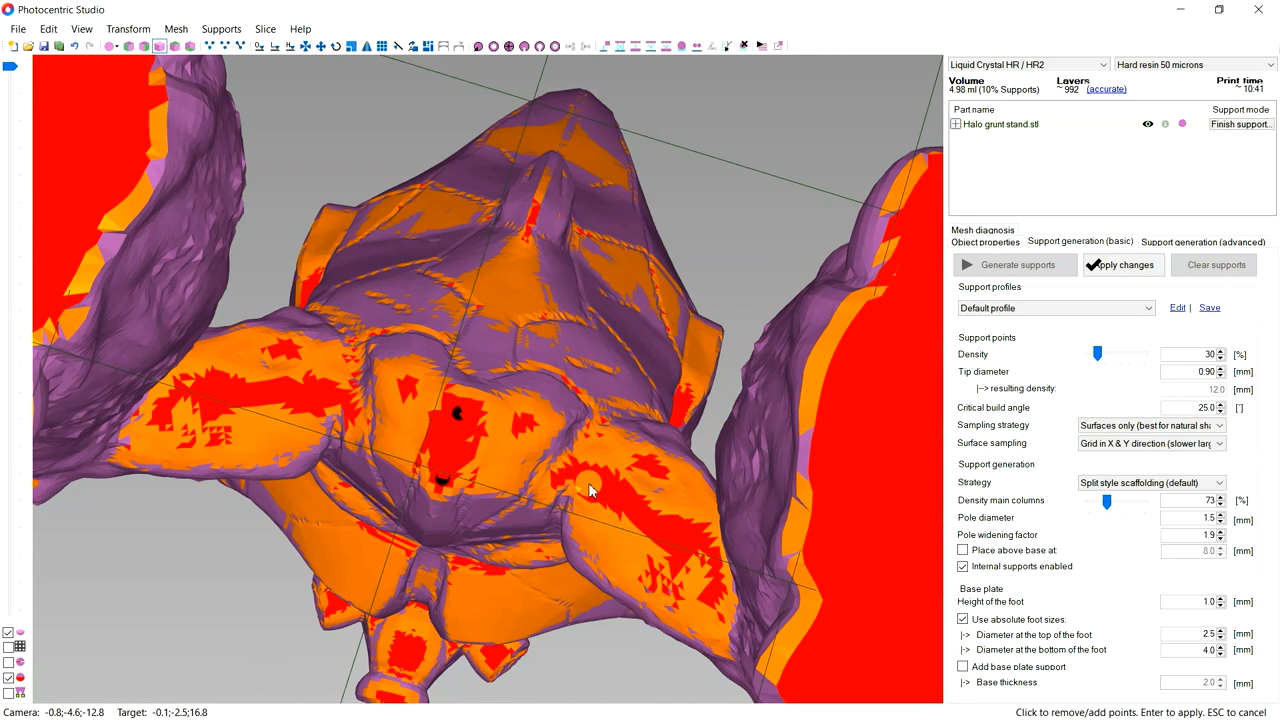 Photocentric Studio
File Edit View Transform Mesh Supports Slice Help
Liquid Crystal HR / HR2 Hard resin 50 microns
Volume Layers Print time
4.98 ml (10% Supports) ~ 992 (accurate) ~ 10:41
Part name Support mode
Halo grunt stand.stl Finish support...
Mesh diagnosis
Object properties Support generation (basic) Support generation (advanced)
Generate supports Apply changes Clear supports
Support profiles
Default profile Edit | Save
Support points
Density 30 [%]
Tip diameter 0.90 [mm]
|--> resulting density: 12.0 [mm]
Critical build angle 25.0 [°]
Sampling strategy Surfaces only (best for natural sha
Surface sampling Grid in X & Y direction (slower larg
Support generation
Strategy Split style scaffolding (default)
Density main columns 73 [%]
Pole diameter 1.5 [mm]
Pole widening factor 1.9
Place above base at: 8.0 [mm]
Internal supports enabled
Base plate
Height of the foot 1.0 [mm]
Use absolute foot sizes:
|-> Diameter at the top of the foot 2.5 [mm]
|-> Diameter at the bottom of the foot 4.0 [mm]
Add base plate support
|-> Base thickness 2.0 [mm]
Camera: -0.8;-4.6;-12.8 Target: -0.1;-2.5;16.8 Click to remove/add points. Enter to apply. ESC to cancel